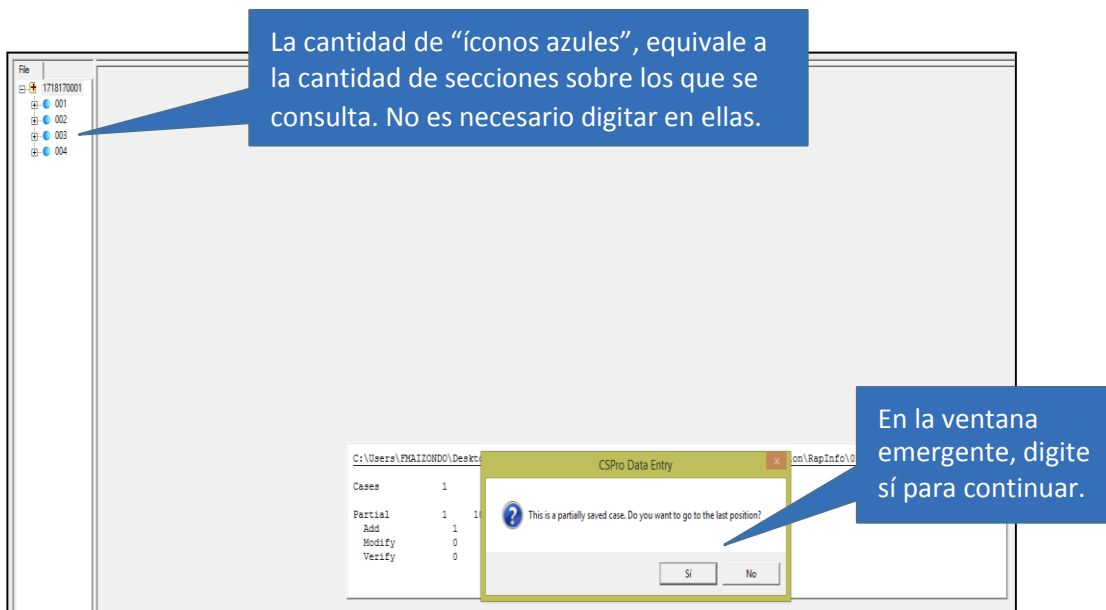 La cantidad de “íconos azules”, equivale a
la cantidad de secciones sobre los que se
consulta. No es necesario digitar en ellas.
File
1718170001
001
002
003
004
En la ventana
emergente, digite
sí para continuar.
C:\Users\FMAIZONDO\Deskto on\RapInfo\0
CSPro Data Entry
x
Cases 1
Partial 1 10
This is a partially saved case. Do you want to go to the last position?
Add 1
Modify 0
Verify 0
Sí No